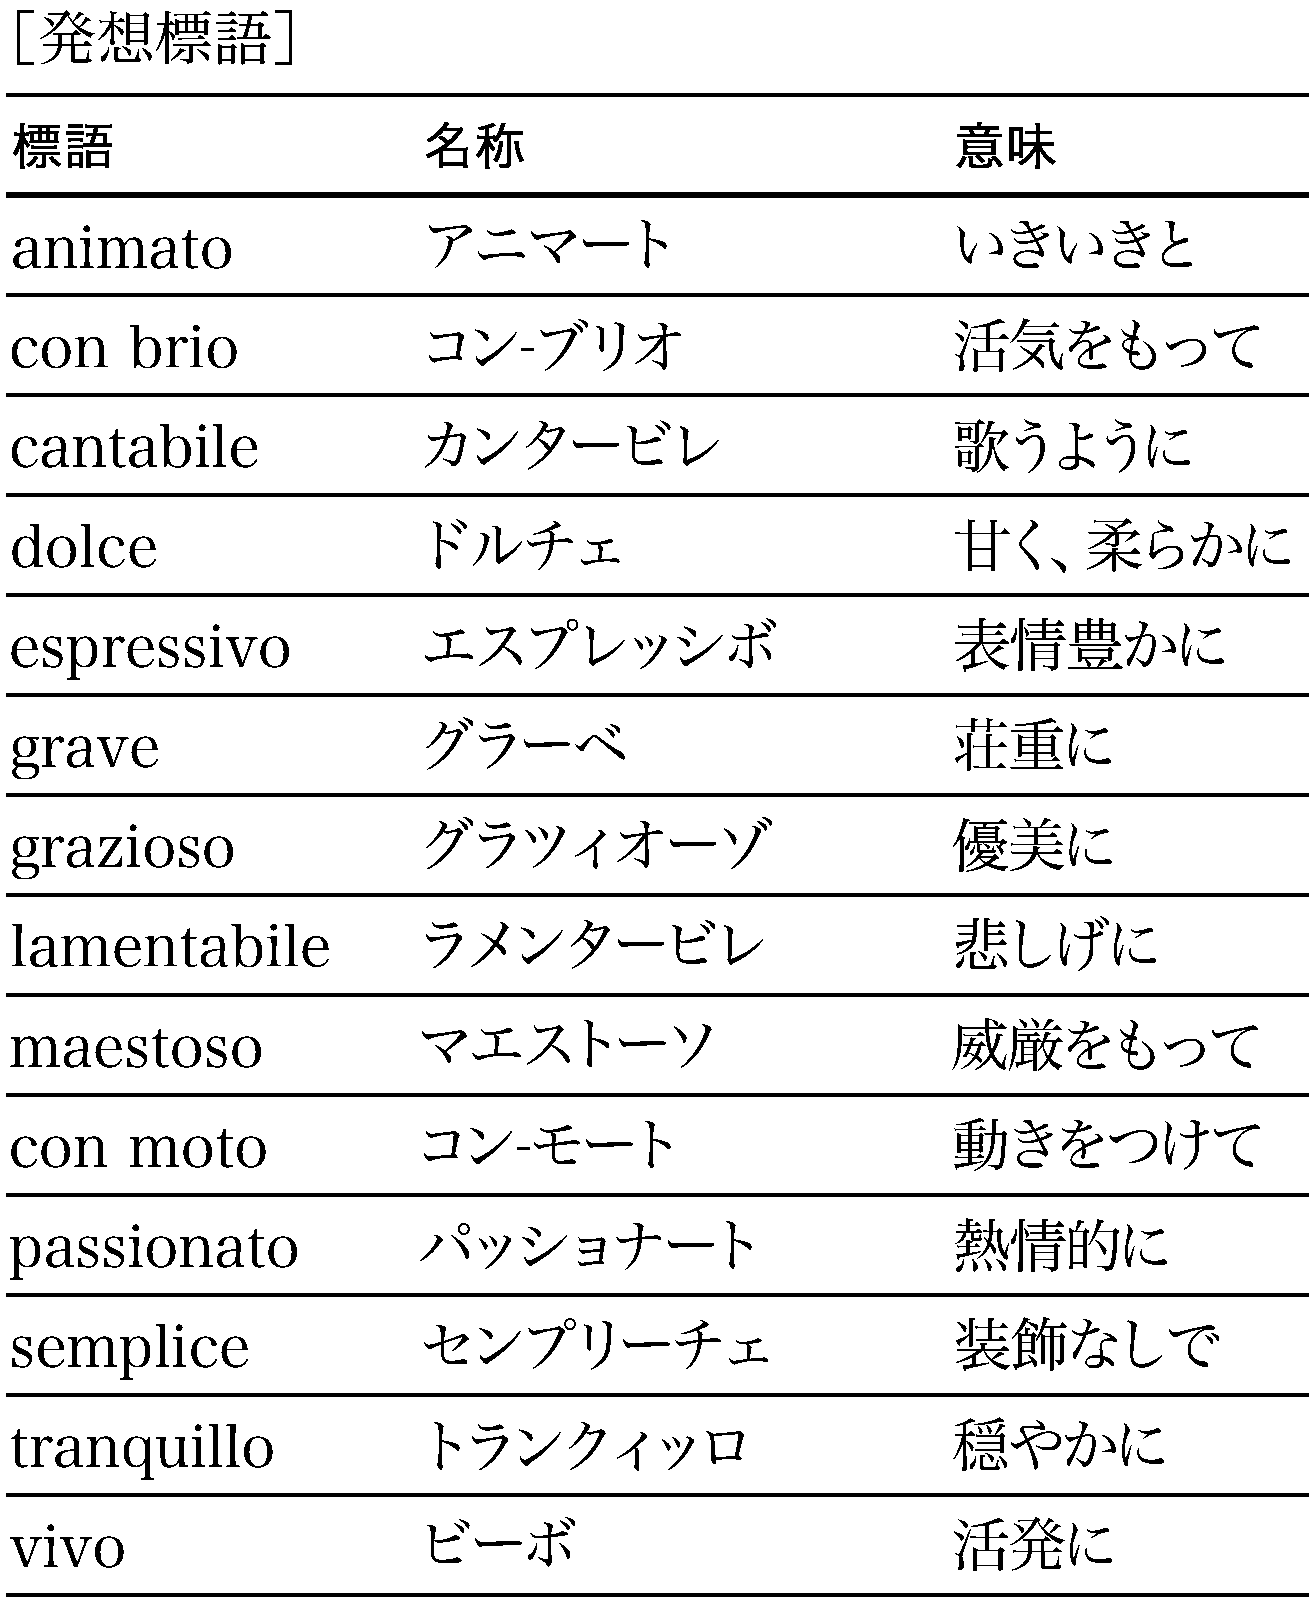 ［発想標語］
標語 名称 意味
animato アニマート いきいきと
con brio コン-ブリオ 活気をもって
cantabile カンタービレ 歌うように
dolce ドルチェ 甘く、柔らかに
espressivo エスプレッシボ 表情豊かに
grave グラーベ 荘重に
grazioso グラツィオーゾ 優美に
lamentabile ラメンタービレ 悲しげに
maestoso マエストーソ 威厳をもって
con moto コン-モート 動きをつけて
passionato パッショナート 熱情的に
semplice センプリーチェ 装飾なしで
tranquillo トランクィッロ 穏やかに
vivo ビーボ 活発に